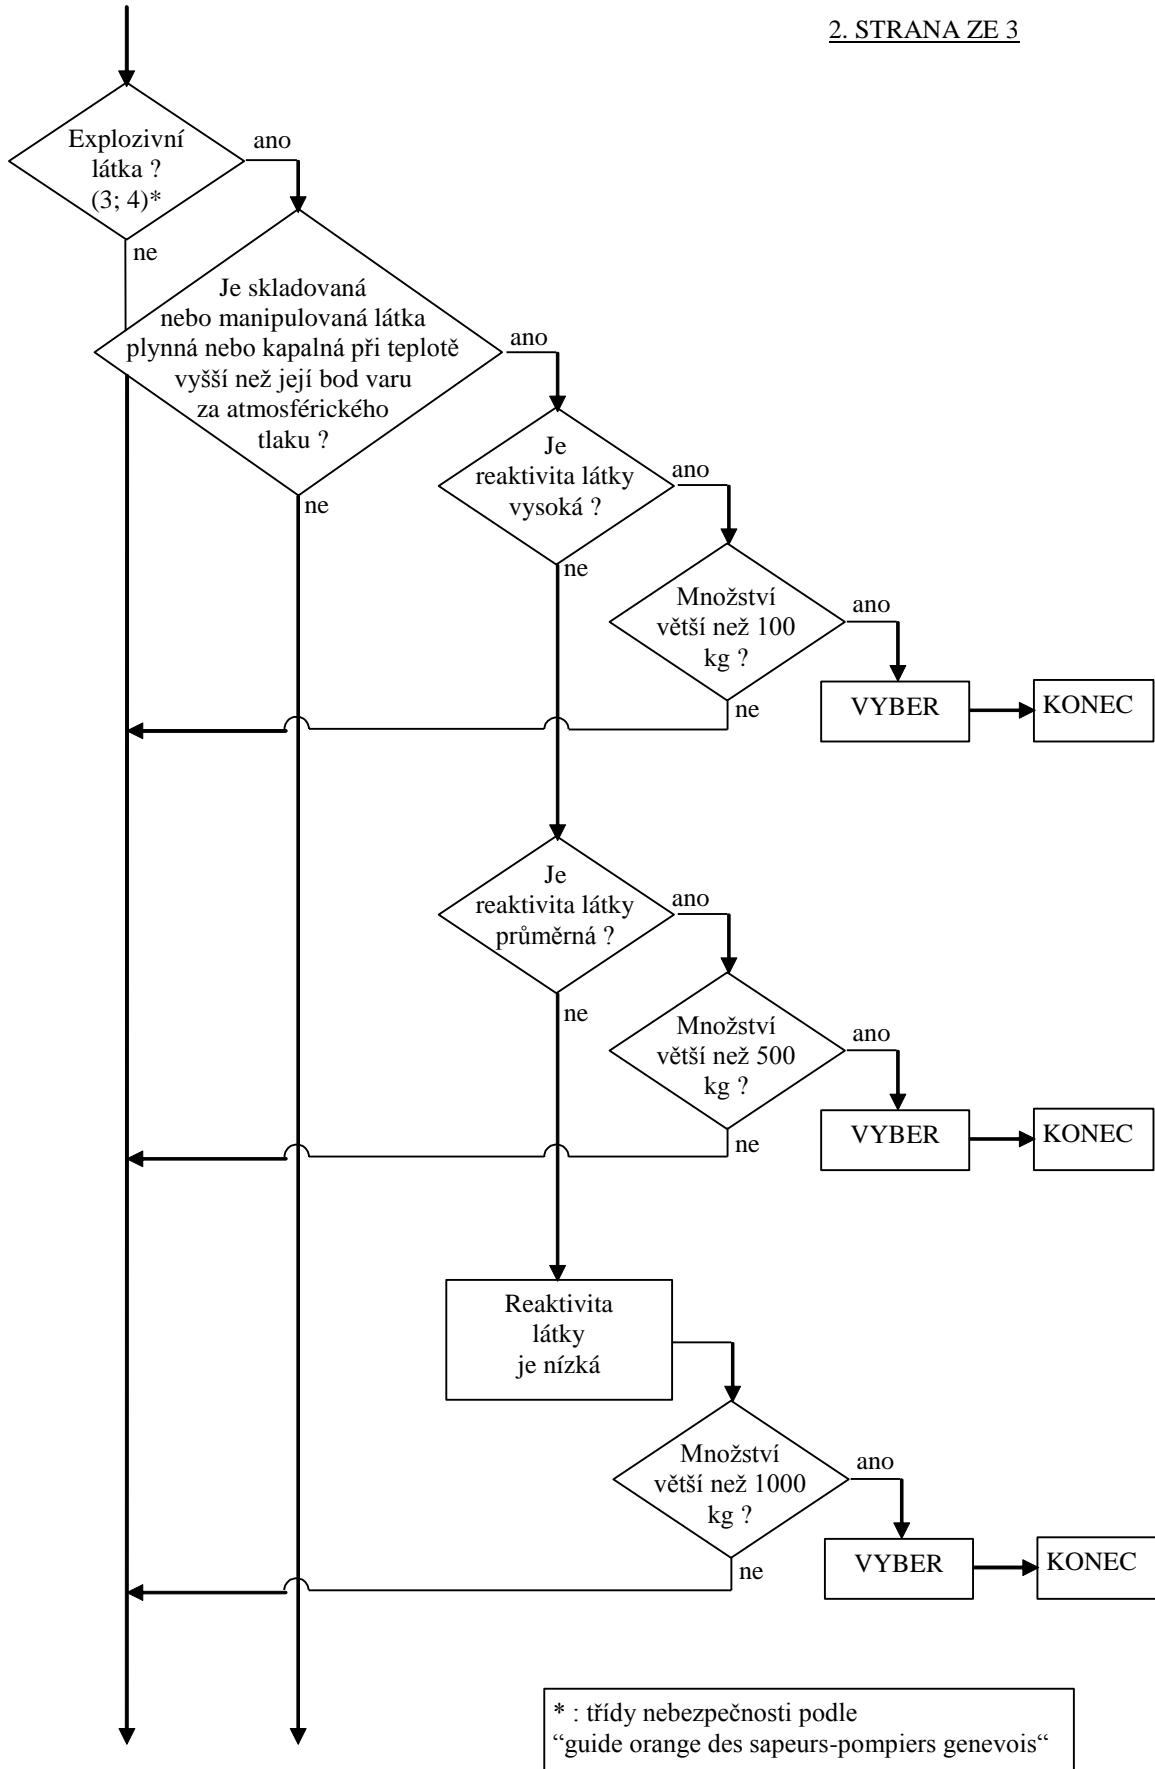 2. STRANA ZE 3
Explozivní
látka ?
(3; 4)*
ano
ne
Je skladovaná
nebo manipulovaná látka
plynná nebo kapalná při teplotě
vyšší než její bod varu
za atmosférického
tlaku ?
ano
ne
Je
reaktivita látky
vysoká ?
ano
ne
Množství
větší než 100
kg ?
ano
ne
VYBER
KONEC
Je
reaktivita látky
průměrná ?
ano
ne
Množství
větší než 500
kg ?
ano
ne
VYBER
KONEC
Reaktivita
látky
je nízká
Množství
větší než 1000
kg ?
ano
ne
VYBER
KONEC
* : třídy nebezpečnosti podle
“guide orange des sapeurs-pompiers genevois“